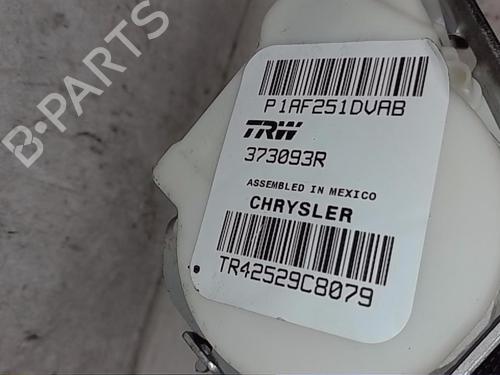 B-PARTS
P1AF251DVAB
TRW
373093R
ASSEMBLED IN MEXICO
CHRYSLER
TR42529C8079